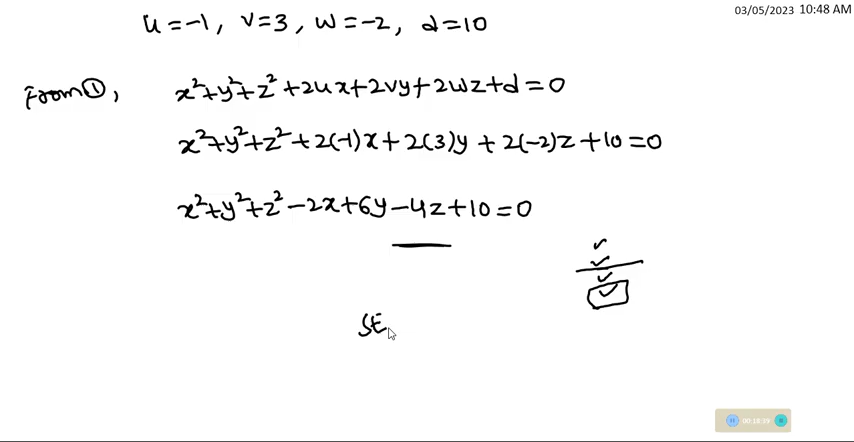 03/05/2023 10:48 AM
u = -1, v = 3, w = -2, d = 10
From ①, x²+y²+z²+2ux+2vy+2wz+d=0
x²+y²+z²+2(-1)x+2(3)y+2(-2)z+10=0
x²+y²+z²-2x+6y-4z+10=0
SE